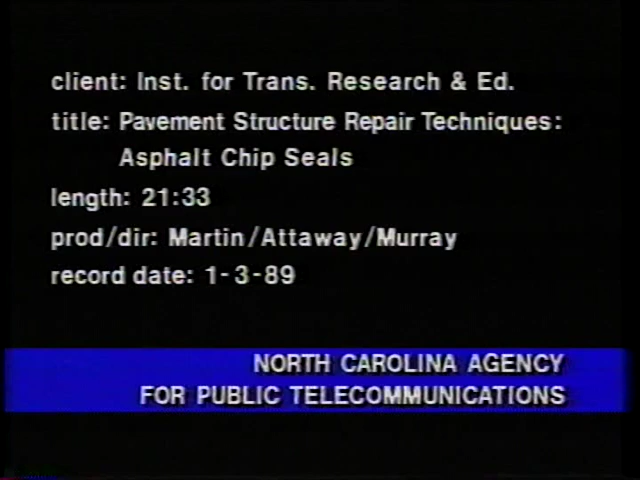 client: Inst. for Trans. Research & Ed.
title: Pavement Structure Repair Techniques:
Asphalt Chip Seals
length: 21:33
prod/dir: Martin/Attaway/Murray
record date: 1-3-89
NORTH CAROLINA AGENCY
FOR PUBLIC TELECOMMUNICATIONS